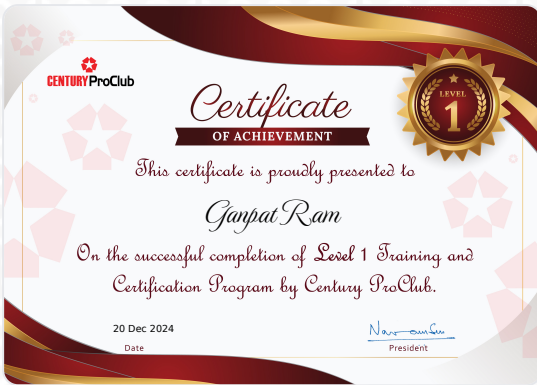 CENTURY ProClub
LEVEL
1
Certificate
OF ACHIEVEMENT
This certificate is proudly presented to
Ganpat Ram
On the successful completion of Level 1 Training and
Certification Program by Century ProClub.
20 Dec 2024
Date
President